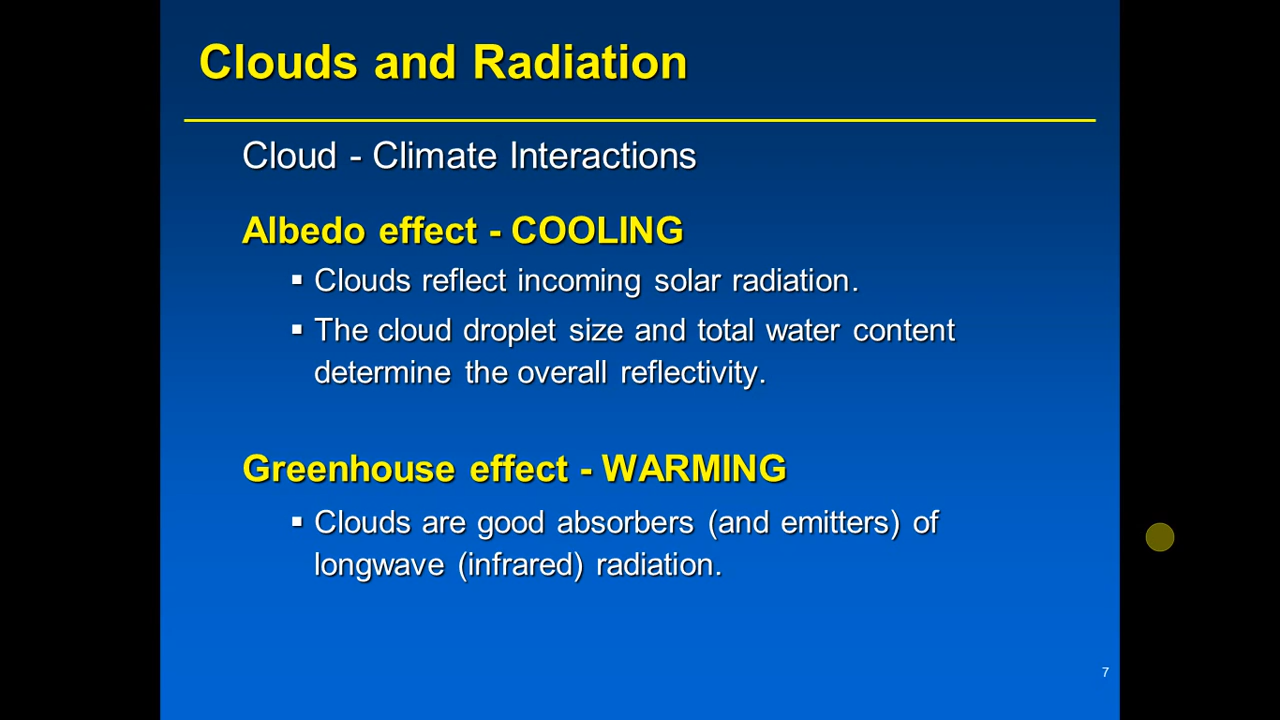 Clouds and Radiation
Cloud - Climate Interactions
Albedo effect - COOLING
▪ Clouds reflect incoming solar radiation.
▪ The cloud droplet size and total water content
determine the overall reflectivity.
Greenhouse effect - WARMING
▪ Clouds are good absorbers (and emitters) of
longwave (infrared) radiation.
7